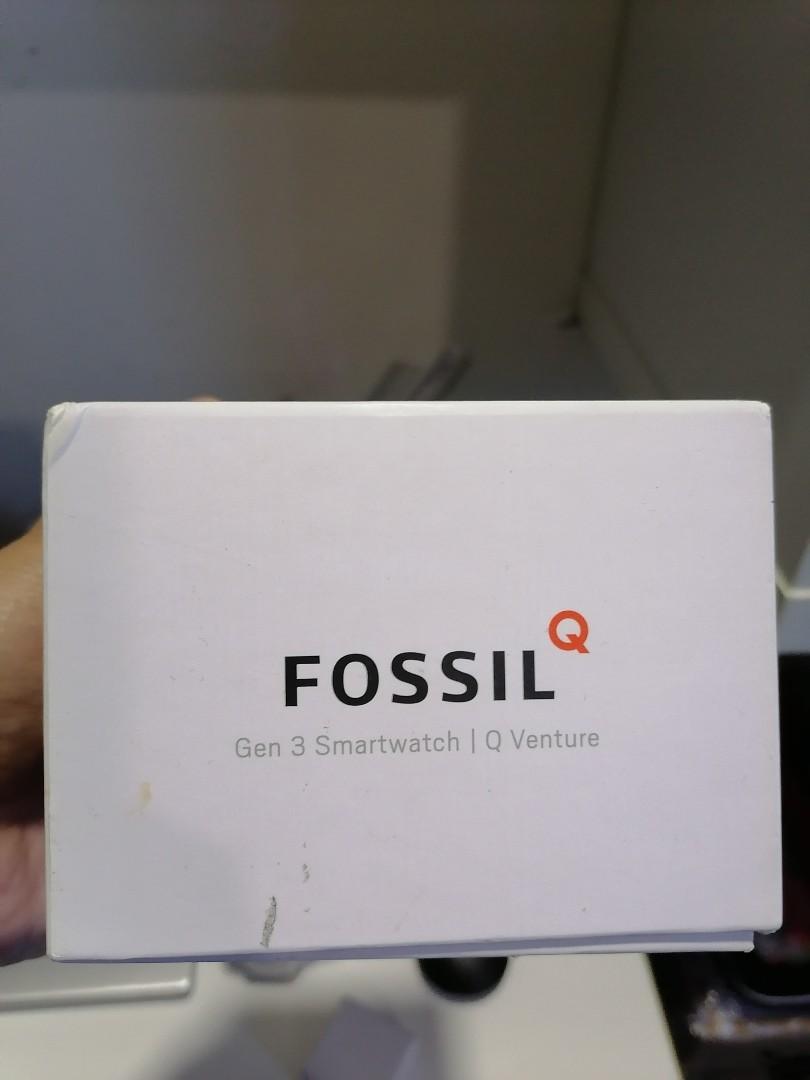 FOSSIL Q
Gen 3 Smartwatch | Q Venture